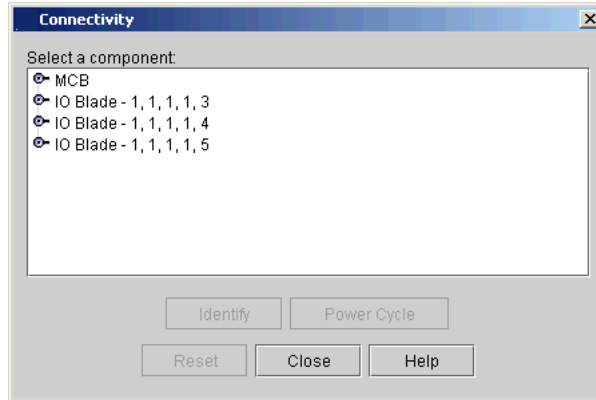 Connectivity
Select a component:
MCB
IO Blade - 1, 1, 1, 1, 3
IO Blade - 1, 1, 1, 1, 4
IO Blade - 1, 1, 1, 1, 5
Identify Power Cycle
Reset Close Help